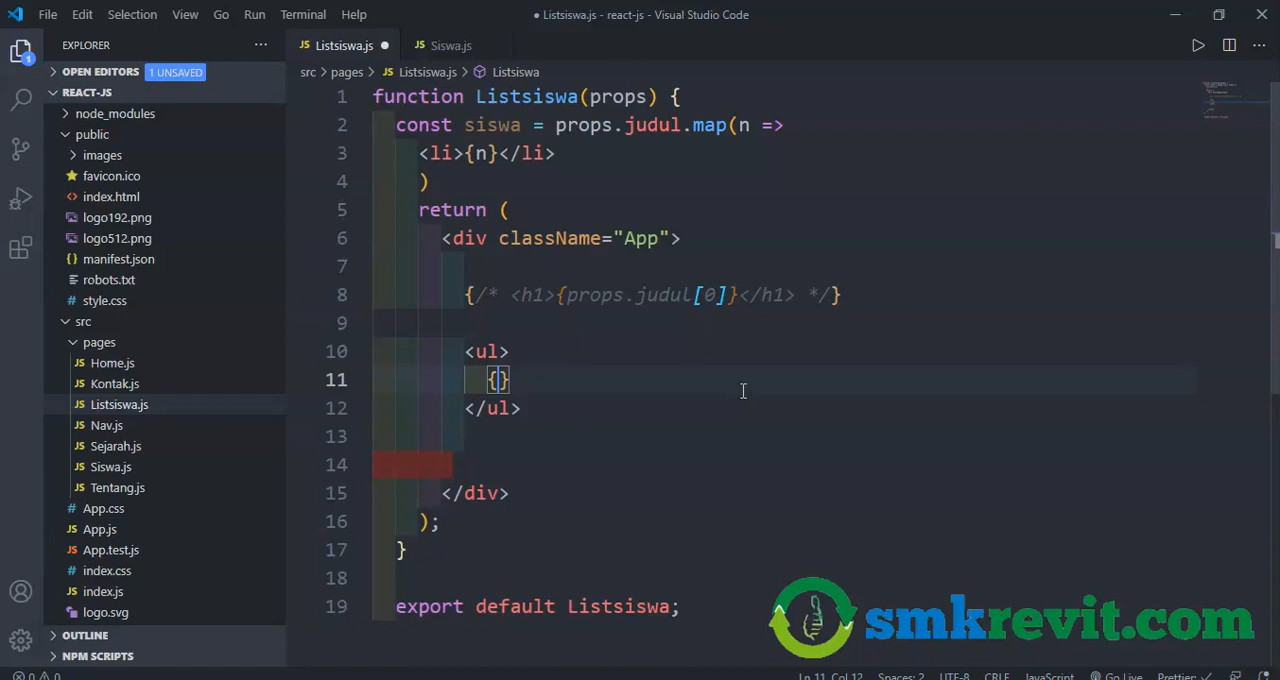 File Edit Selection View Go Run Terminal Help ● Listsiswa.js - react-js - Visual Studio Code
EXPLORER ··· JS Listsiswa.js ● JS Siswa.js
OPEN EDITORS 1 UNSAVED
src > pages > JS Listsiswa.js > Listsiswa
REACT-JS
node_modules
public
images
favicon.ico
index.html
logo192.png
logo512.png
manifest.json
robots.txt
style.css
src
pages
JS Home.js
JS Kontak.js
JS Listsiswa.js
JS Nav.js
JS Sejarah.js
JS Siswa.js
JS Tentang.js
# App.css
JS App.js
JS App.test.js
# index.css
JS index.js
logo.svg
OUTLINE
NPM SCRIPTS
1 function Listsiswa(props) {
2 const siswa = props.judul.map(n =>
3 <li>{n}</li>
4 )
5 return (
6 <div className="App">
7
8 {/* <h1>{props.judul[0]}</h1> */}
9
10 <ul>
11 {}
12 </ul>
13
14
15 </div>
16 );
17 }
18
19 export default Listsiswa;
smkrevit.com
0 0 Ln 11, Col 12 Spaces: 2 UTF-8 CRLF JavaScript Go Live Prettier: ✓
1